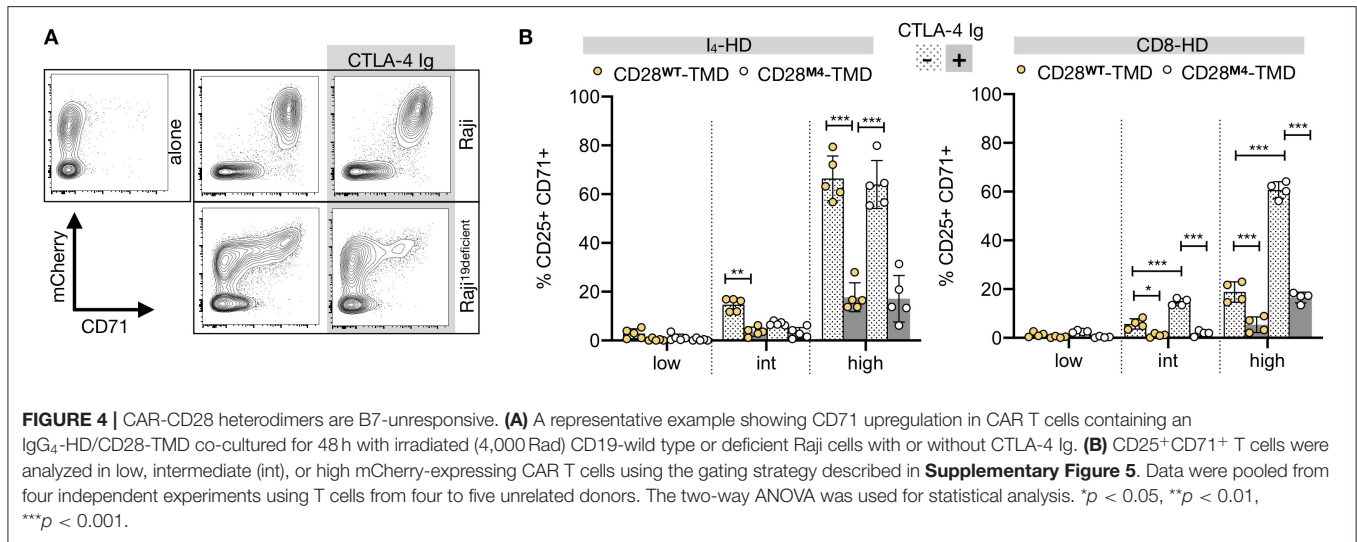 A
CTLA-4 Ig
alone
Raji
Raji19deficient
mCherry
CD71
B
I4-HD
CTLA-4 Ig
- +
CD8-HD
CD28WT-TMD CD28M4-TMD
CD28WT-TMD CD28M4-TMD
% CD25+ CD71+
100
80
60
40
20
0
** *** ***
low int high
% CD25+ CD71+
100
80
60
40
20
0
* *** *** *** *** ***
low int high
FIGURE 4 | CAR-CD28 heterodimers are B7-unresponsive. (A) A representative example showing CD71 upregulation in CAR T cells containing an
IgG4-HD/CD28-TMD co-cultured for 48 h with irradiated (4,000 Rad) CD19-wild type or deficient Raji cells with or without CTLA-4 Ig. (B) CD25+CD71+ T cells were
analyzed in low, intermediate (int), or high mCherry-expressing CAR T cells using the gating strategy described in Supplementary Figure 5. Data were pooled from
four independent experiments using T cells from four to five unrelated donors. The two-way ANOVA was used for statistical analysis. *p < 0.05, **p < 0.01,
***p < 0.001.